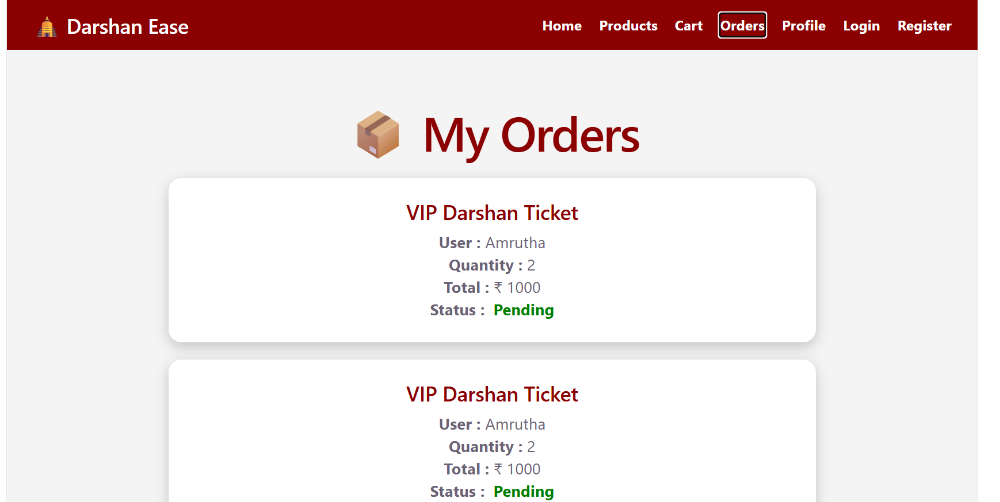 Darshan Ease
Home Products Cart Orders Profile Login Register
My Orders
VIP Darshan Ticket
User : Amrutha
Quantity : 2
Total : ₹ 1000
Status : Pending
VIP Darshan Ticket
User : Amrutha
Quantity : 2
Total : ₹ 1000
Status : Pending